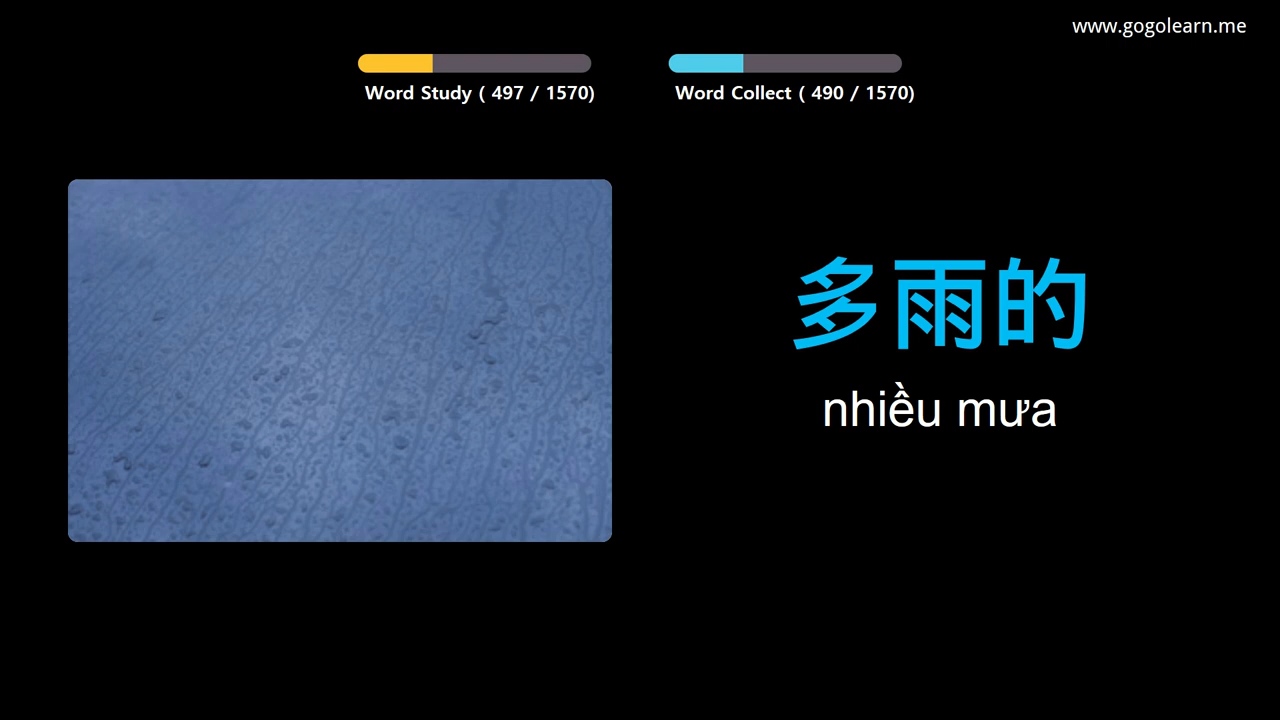 www.gogolearn.me
Word Study ( 497 / 1570)
Word Collect ( 490 / 1570)
多雨的
nhiều mưa